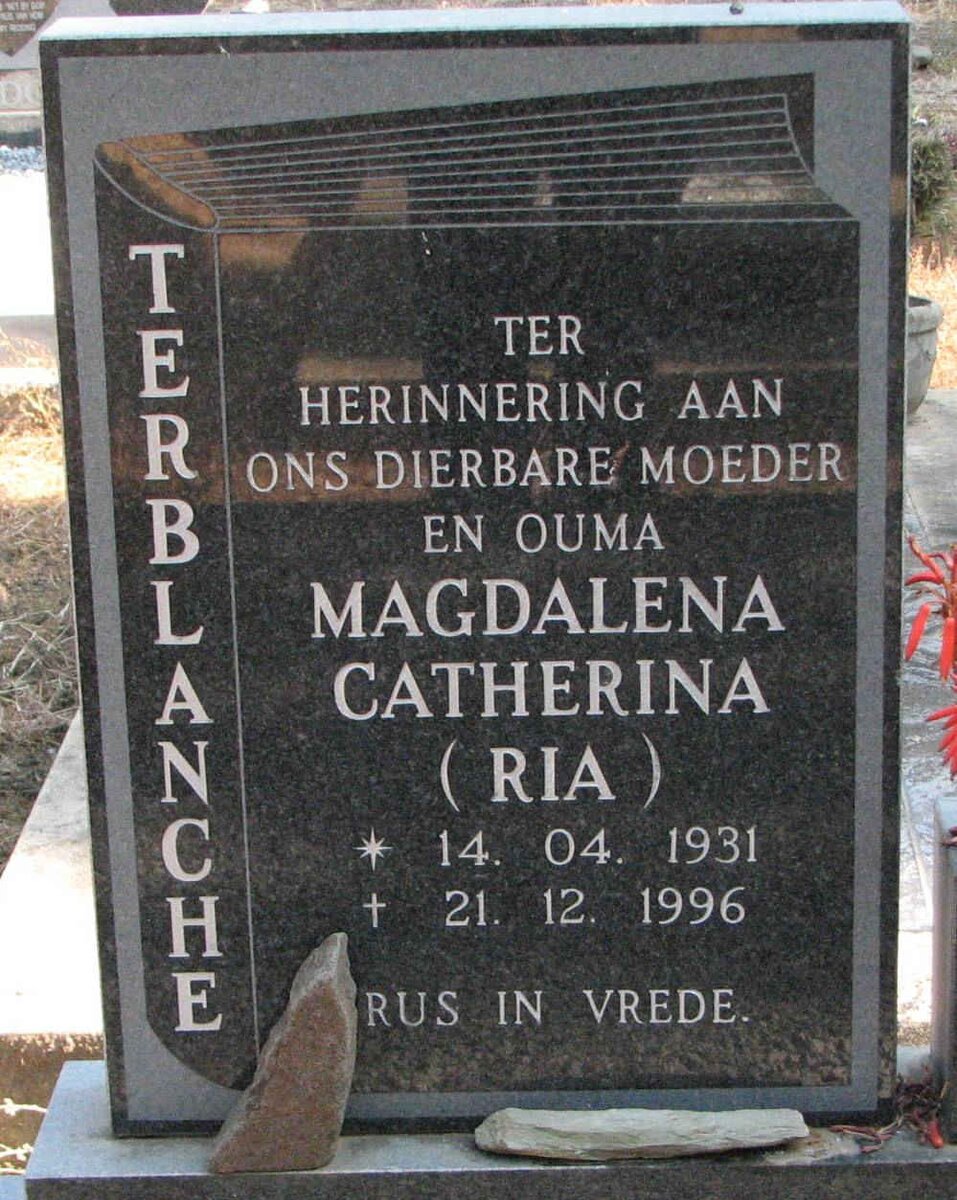 TERBLANCHE
TER
HERINNERING AAN
ONS DIERBARE MOEDER
EN OUMA
MAGDALENA
CATHERINA
( RIA )
* 14. 04. 1931
† 21. 12. 1996
RUS IN VREDE.